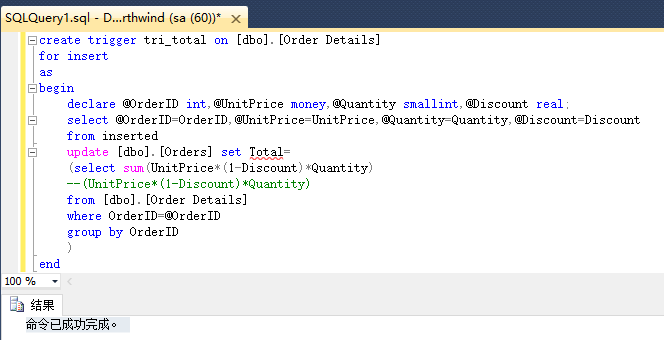 SQLQuery1.sql - D...rthwind (sa (60))*
create trigger tri_total on [dbo].[Order Details]
for insert
as
begin
declare @OrderID int,@UnitPrice money,@Quantity smallint,@Discount real;
select @OrderID=OrderID,@UnitPrice=UnitPrice,@Quantity=Quantity,@Discount=Discount
from inserted
update [dbo].[Orders] set Total=
(select sum(UnitPrice*(1-Discount)*Quantity)
--(UnitPrice*(1-Discount)*Quantity)
from [dbo].[Order Details]
where OrderID=@OrderID
group by OrderID
)
end
100 %
结果
命令已成功完成。